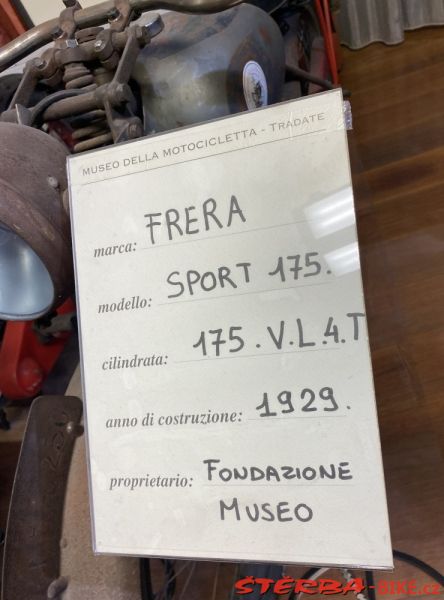 MUSEO DELLA MOTOCICLETTA - TRADATE
marca: FRERA
modello: SPORT 175.
cilindrata: 175.V.L.4.T
anno di costruzione: 1929.
proprietario: FONDAZIONE
MUSEO
ŠTĚRBA-BIKE.cz